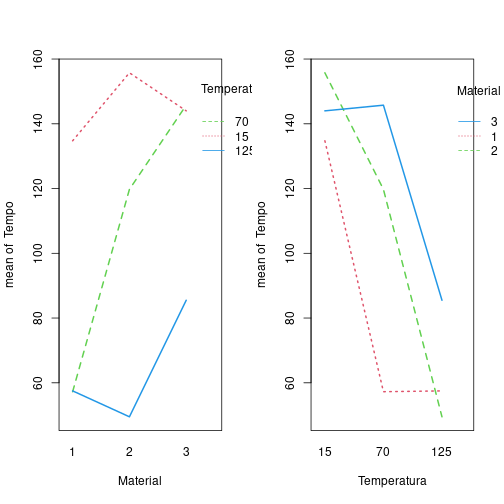 mean of Tempo
160
140
120
100
80
60
1 2 3
Material
Temperat
70
15
125
mean of Tempo
160
140
120
100
80
60
15 70 125
Temperatura
Material
3
1
2